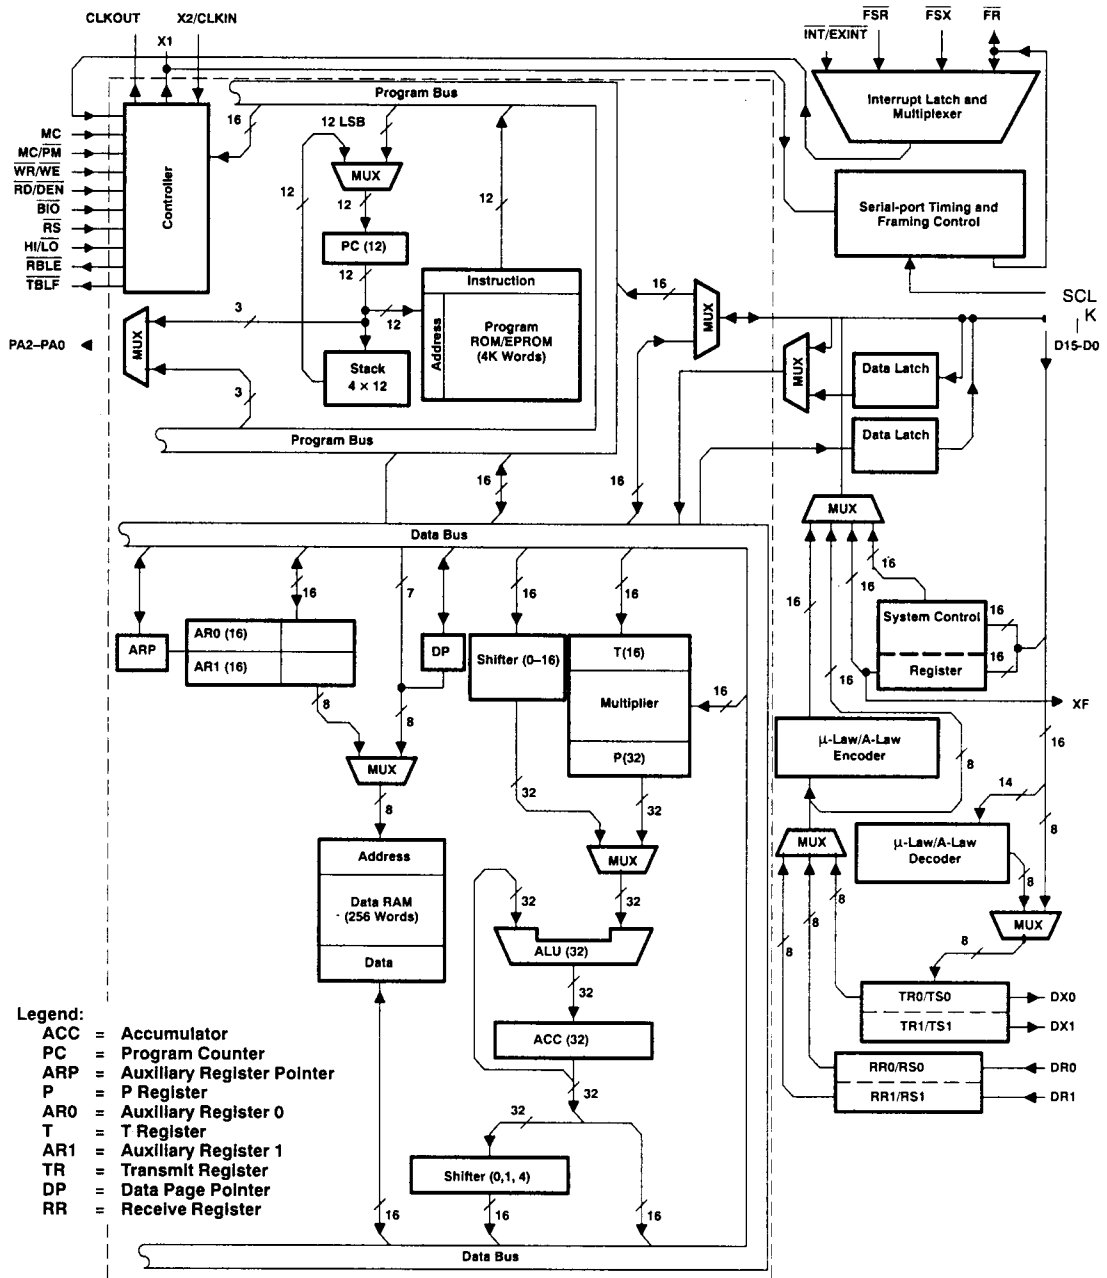 CLKOUT X2/CLKIN
X1
FSR FSX FR
INT/EXINT
Program Bus
16
12 LSB
Interrupt Latch and
Multiplexer
MC
MC/PM
WR/WE
RD/DEN
BIO
RS
HI/LO
RBLE
TBLF
Controller
MUX
12
12
12
PC (12)
12
12
Serial-port Timing and
Framing Control
Instruction
Address
Program
ROM/EPROM
(4K Words)
Stack
4 × 12
16
MUX
SCL
K
D15-D0
3
MUX
PA2–PA0
3
MUX
Data Latch
Data Latch
Program Bus
16
16
MUX
Data Bus
16
16
16
16
7
16
16
ARP
AR0 (16)
AR1 (16)
DP
Shifter (0–16)
T(16)
Multiplier
P(32)
16
System Control
Register
16
16
16
XF
8
8
MUX
8
32
32
MUX
μ-Law/A-Law
Encoder
8
16
14
8
MUX
μ-Law/A-Law
Decoder
8
8
8
8
MUX
8
Address
Data RAM
(256 Words)
Data
32
32
ALU (32)
32
ACC (32)
32
32
TR0/TS0
TR1/TS1
DX0
DX1
RR0/RS0
RR1/RS1
DR0
DR1
Shifter (0,1, 4)
16
16
16
Data Bus
Legend:
ACC = Accumulator
PC = Program Counter
ARP = Auxiliary Register Pointer
P = P Register
AR0 = Auxiliary Register 0
T = T Register
AR1 = Auxiliary Register 1
TR = Transmit Register
DP = Data Page Pointer
RR = Receive Register